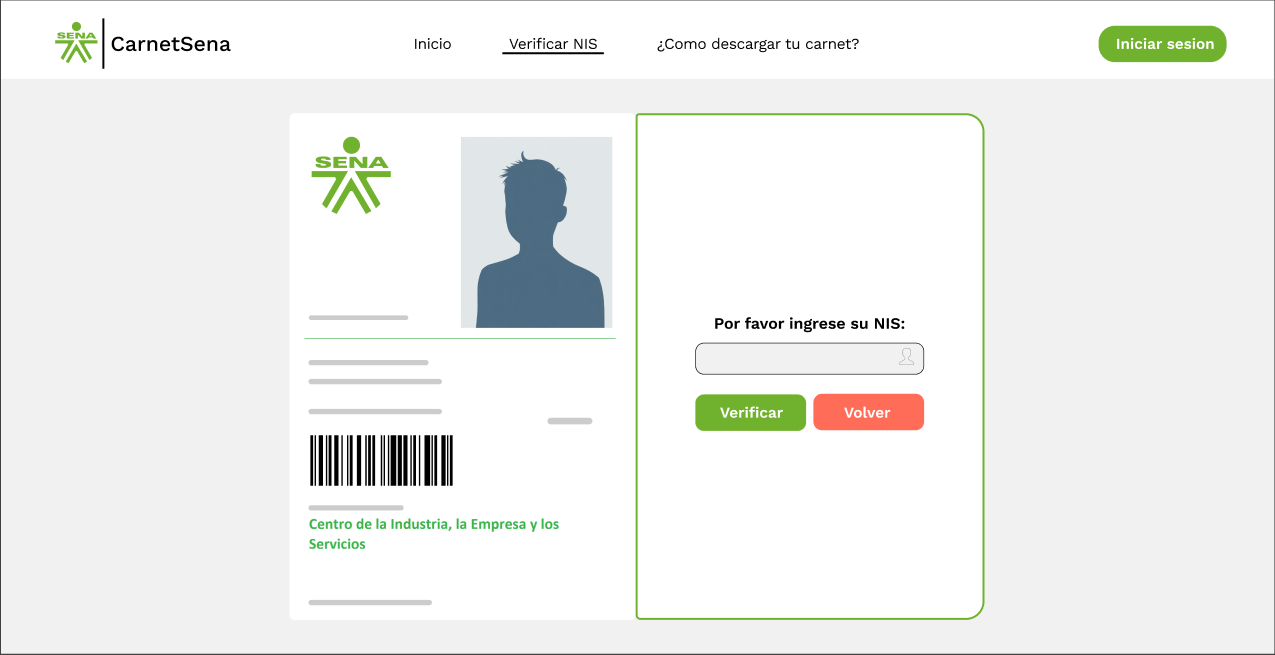 SENA
CarnetSena
Inicio
Verificar NIS
¿Como descargar tu carnet?
Iniciar sesion
SENA
Centro de la Industria, la Empresa y los
Servicios
Por favor ingrese su NIS:
Verificar
Volver